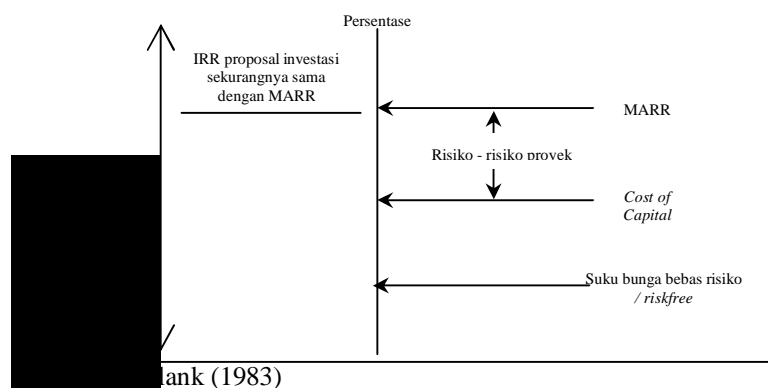 Persentase
IRR proposal investasi
sekurangnya sama
dengan MARR
MARR
Risiko - risiko proyek
Cost of
Capital
Suku bunga bebas risiko
/ riskfree
(1983)